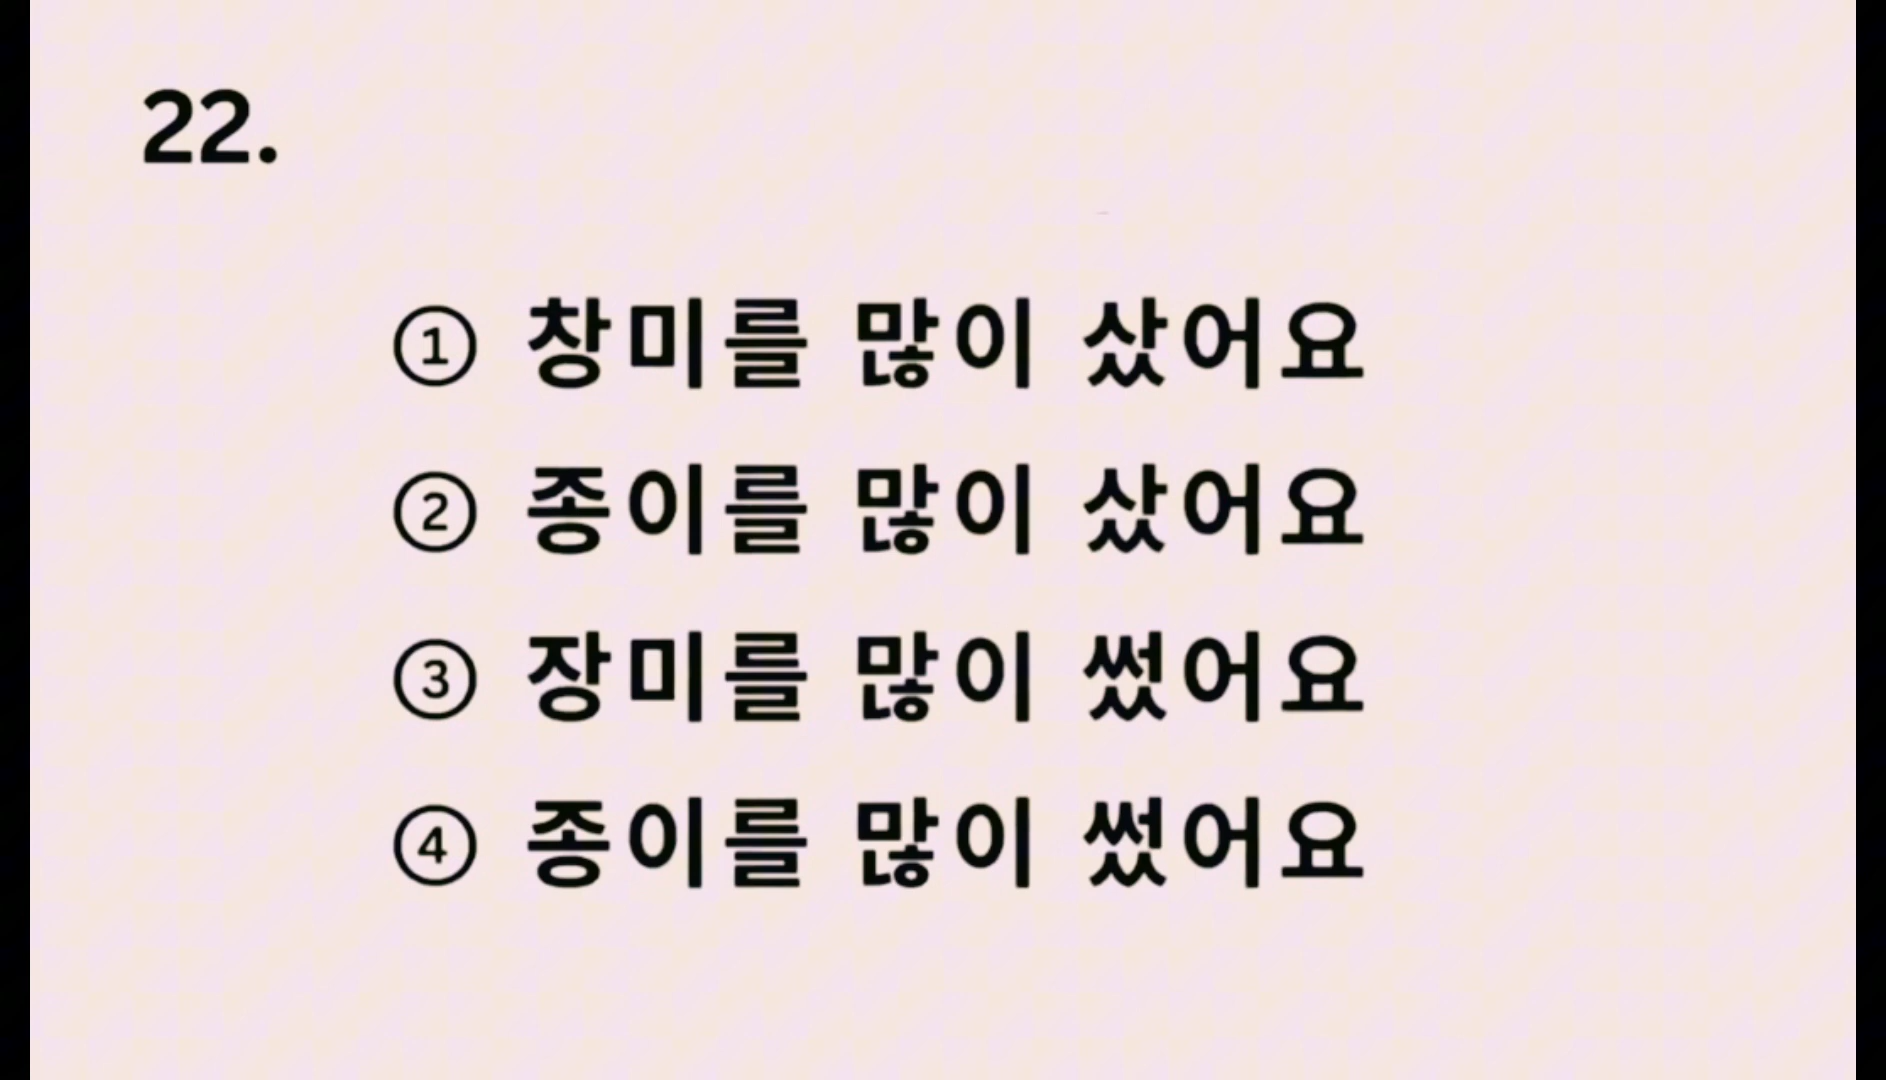 22.
① 창미를 많이 샀어요
② 종이를 많이 샀어요
③ 장미를 많이 썼어요
④ 종이를 많이 썼어요